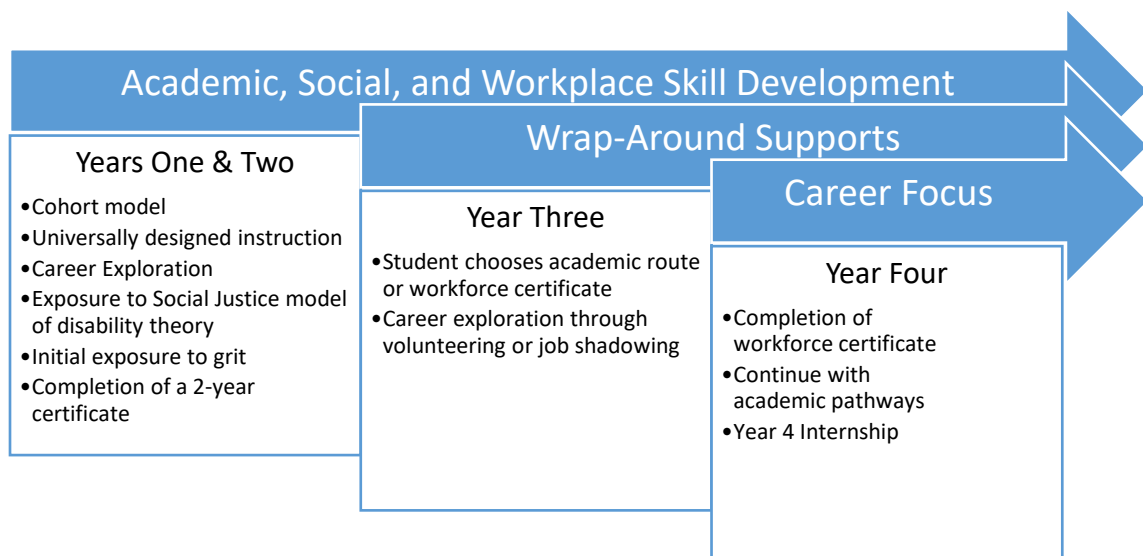 Academic, Social, and Workplace Skill Development
Wrap-Around Supports
Career Focus
Years One & Two
•Cohort model
•Universally designed instruction
•Career Exploration
•Exposure to Social Justice model
of disability theory
•Initial exposure to grit
•Completion of a 2-year
certificate
Year Three
•Student chooses academic route
or workforce certificate
•Career exploration through
volunteering or job shadowing
Year Four
•Completion of
workforce certificate
•Continue with
academic pathways
•Year 4 Internship